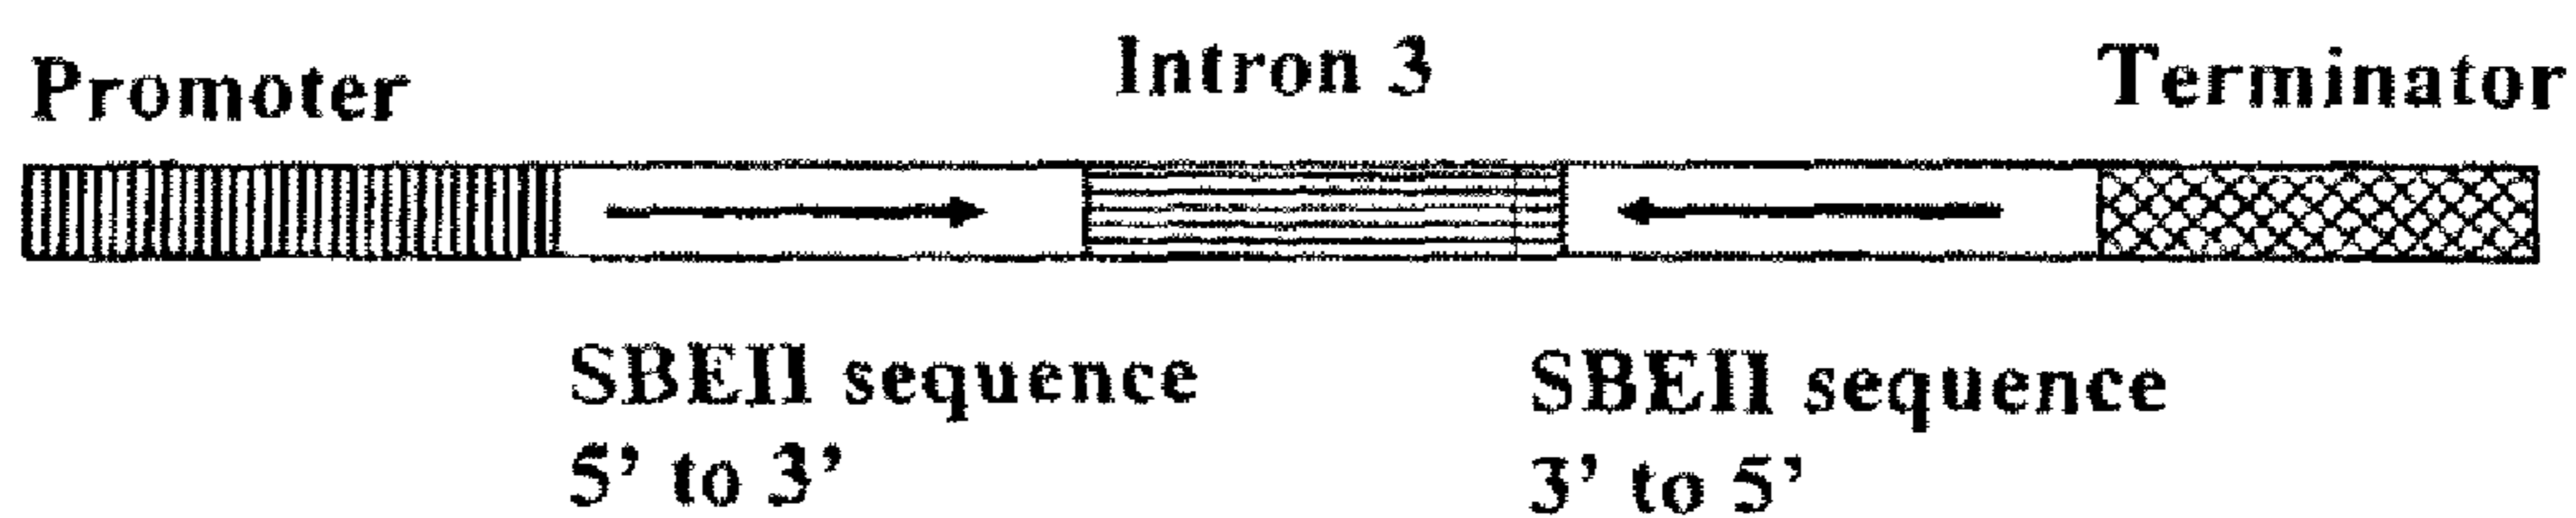 Promoter
Intron 3
Terminator
SBEII sequence
5' to 3'
SBEII sequence
3' to 5'